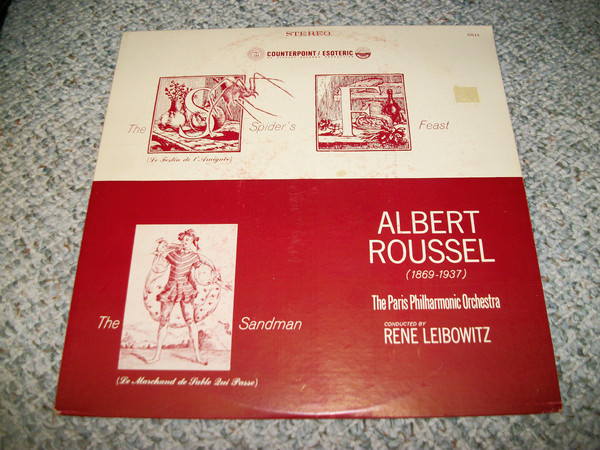 STEREO
COUNTERPOINT / ESOTERIC
The S Spider's F Feast
(Le Festin de l'Araignée)
ALBERT
ROUSSEL
(1869-1937)
The Paris Philharmonic Orchestra
CONDUCTED BY
RENE LEIBOWITZ
The Sandman
(Le Marchand de Sable Qui Passe)